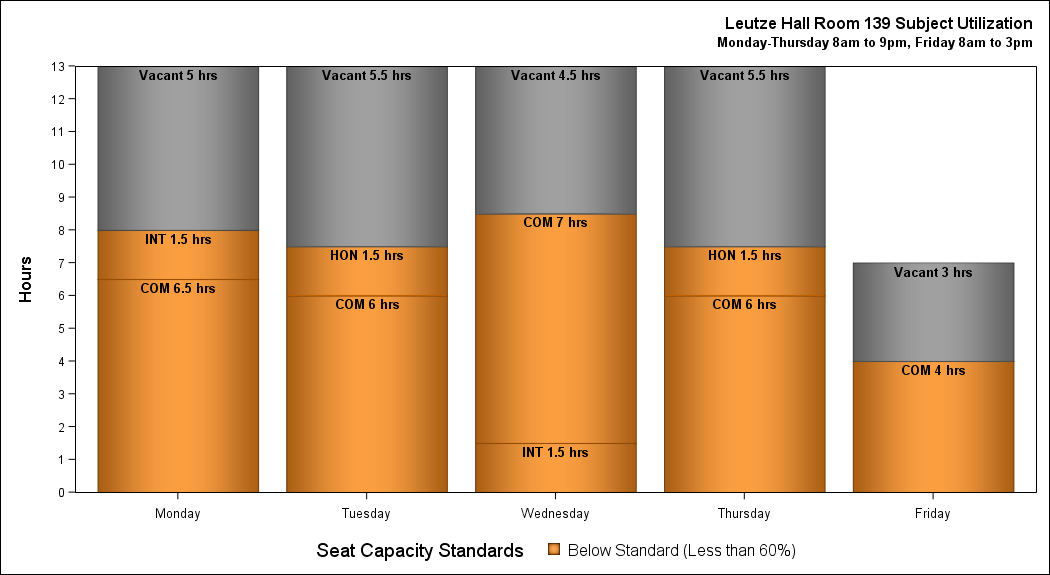 Leutze Hall Room 139 Subject Utilization
Monday-Thursday 8am to 9pm, Friday 8am to 3pm
Hours
13
12
11
10
9
8
7
6
5
4
3
2
1
0
Vacant 5 hrs
INT 1.5 hrs
COM 6.5 hrs
Vacant 5.5 hrs
HON 1.5 hrs
COM 6 hrs
Vacant 4.5 hrs
COM 7 hrs
INT 1.5 hrs
Vacant 5.5 hrs
HON 1.5 hrs
COM 6 hrs
Vacant 3 hrs
COM 4 hrs
Monday Tuesday Wednesday Thursday Friday
Seat Capacity Standards Below Standard (Less than 60%)